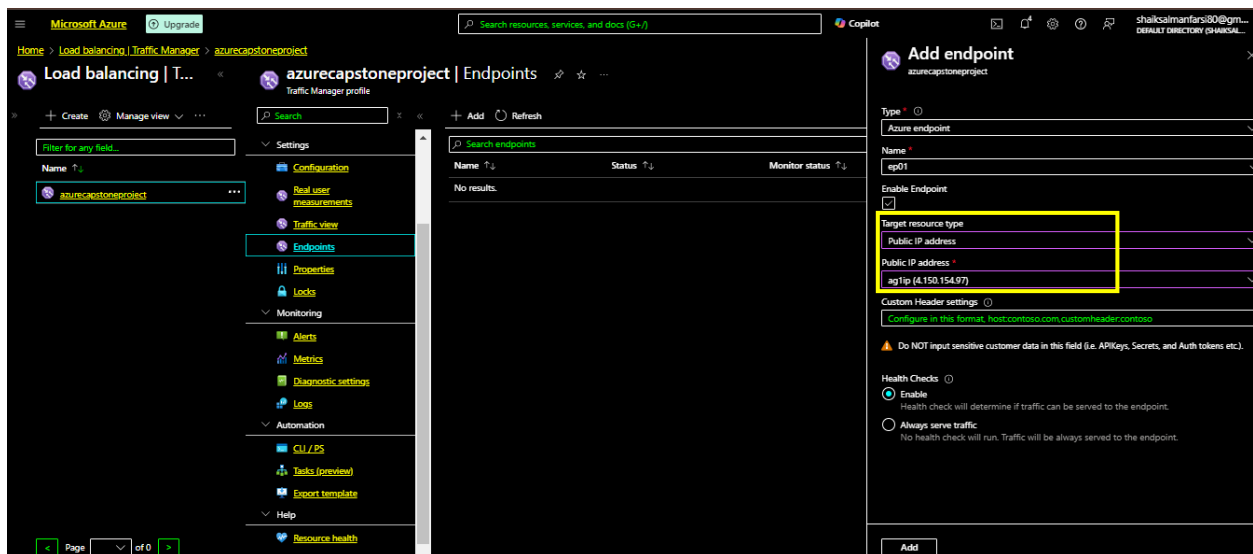 Microsoft Azure
Upgrade
Search resources, services, and docs (G+/)
Copilot
shaiksalmanfarsi80@gm...
DEFAULT DIRECTORY (SHAIKSAL...
Home > Load balancing | Traffic Manager > azurecapstoneproject
Load balancing | T...
«
+ Create
Manage view
...
Filter for any field...
Name ↑↓
azurecapstoneproject
...
< Page of 0 >
azurecapstoneproject | Endpoints
...
Traffic Manager profile
Search
«
Settings
Configuration
Real user
measurements
Traffic view
Endpoints
Properties
Locks
Monitoring
Alerts
Metrics
Diagnostic settings
Logs
Automation
CLI / PS
Tasks (preview)
Export template
Help
Resource health
+ Add
Refresh
Search endpoints
Name ↑↓ Status ↑↓ Monitor status ↑↓
No results.
Add endpoint
azurecapstoneproject
Type *
Azure endpoint
Name *
ep01
Enable Endpoint
Target resource type
Public IP address
Public IP address *
ag1ip (4.150.154.97)
Custom Header settings
Configure in this format, host:contoso.com,customheader:contoso
Do NOT input sensitive customer data in this field (i.e. APIKeys, Secrets, and Auth tokens etc.).
Health Checks
Enable
Health check will determine if traffic can be served to the endpoint.
Always serve traffic
No health check will run. Traffic will be always served to the endpoint.
Add